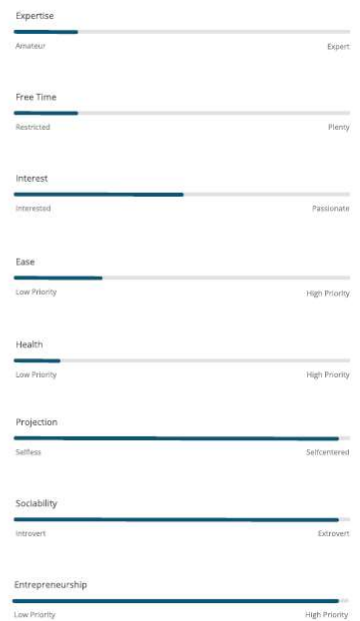 Expertise
Amateur Expert
Free Time
Restricted Plenty
Interest
Interested Passionate
Ease
Low Priority High Priority
Health
Low Priority High Priority
Projection
Selfless Selfcentered
Sociability
Introvert Extrovert
Entrepreneurship
Low Priority High Priority